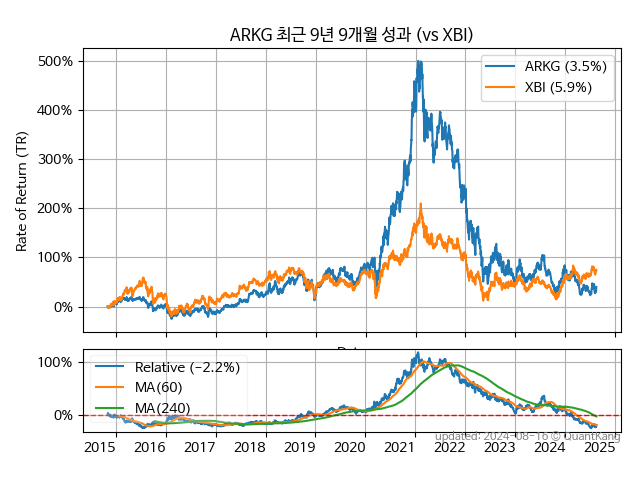 ARKG 최근 9년 9개월 성과 (vs XBI)
Rate of Return (TR)
500%
400%
300%
200%
100%
0%
ARKG (3.5%)
XBI (5.9%)
100%
0%
Relative (−2.2%)
MA(60)
MA(240)
updated: 2024-08-16 © QuantKang
2015 2016 2017 2018 2019 2020 2021 2022 2023 2024 2025